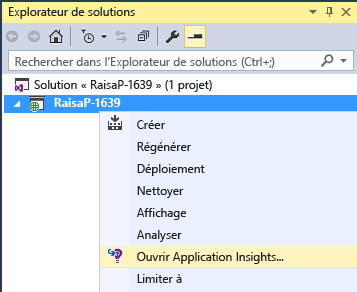 Explorateur de solutions
Rechercher dans l'Explorateur de solutions (Ctrl+;)
Solution « RaisaP-1639 » (1 projet)
RaisaP-1639
Créer
Régénérer
Déploiement
Nettoyer
Affichage
Analyser
Ouvrir Application Insights...
Limiter à